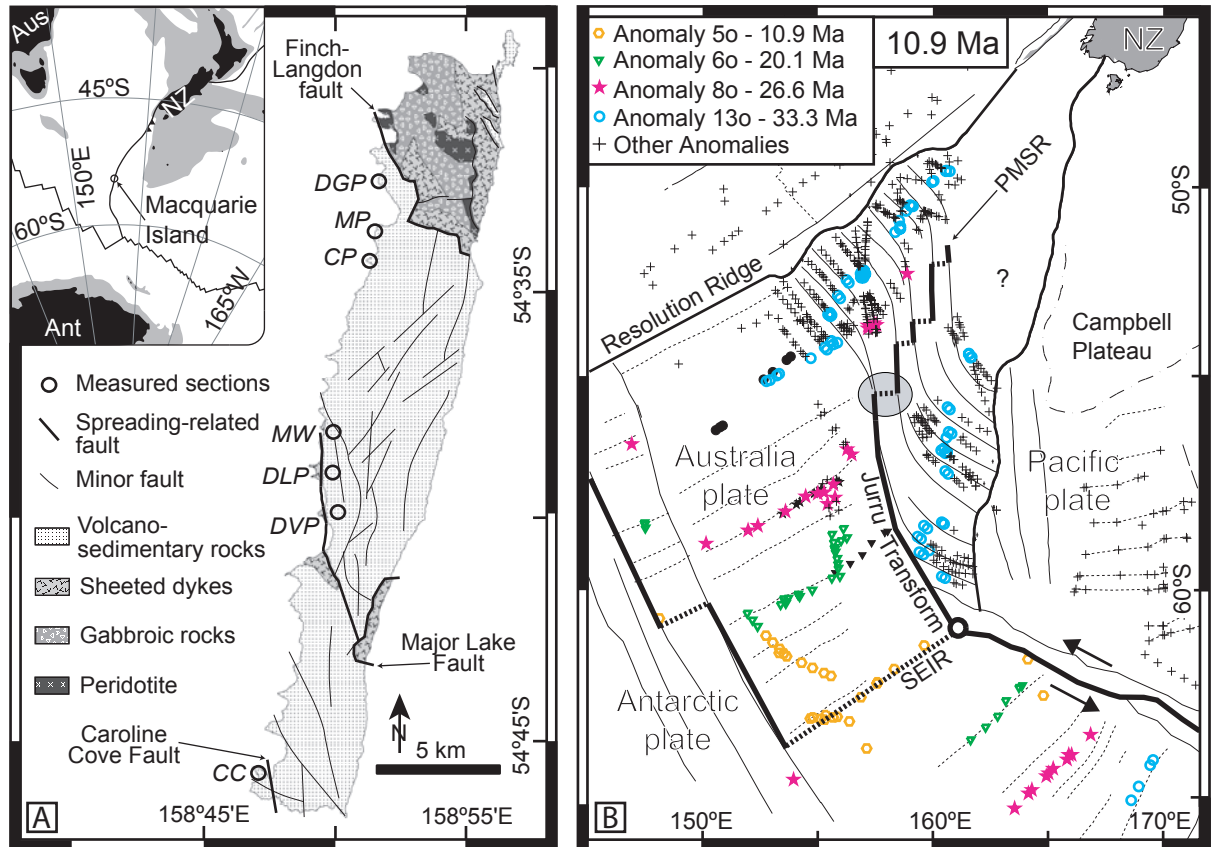 Aus
45ºS
NZ
150ºE
Macquarie
Island
60ºS
165ºW
Ant
Measured sections
Spreading-related
fault
Minor fault
Volcano-
sedimentary rocks
Sheeted dykes
Gabbroic rocks
Peridotite
Finch-
Langdon
fault
DGP
MP
CP
MW
DLP
DVP
Major Lake
Fault
Caroline
Cove Fault
CC
N
5 km
54º35'S
54º45'S
158º45'E
158º55'E
A
Anomaly 5o - 10.9 Ma
Anomaly 6o - 20.1 Ma
Anomaly 8o - 26.6 Ma
Anomaly 13o - 33.3 Ma
Other Anomalies
10.9 Ma
NZ
PMSR
50ºS
Resolution Ridge
?
Campbell
Plateau
Australia
plate
Pacific
plate
Jurru Transform
60ºS
SEIR
Antarctic
plate
B
150ºE
160ºE
170ºE